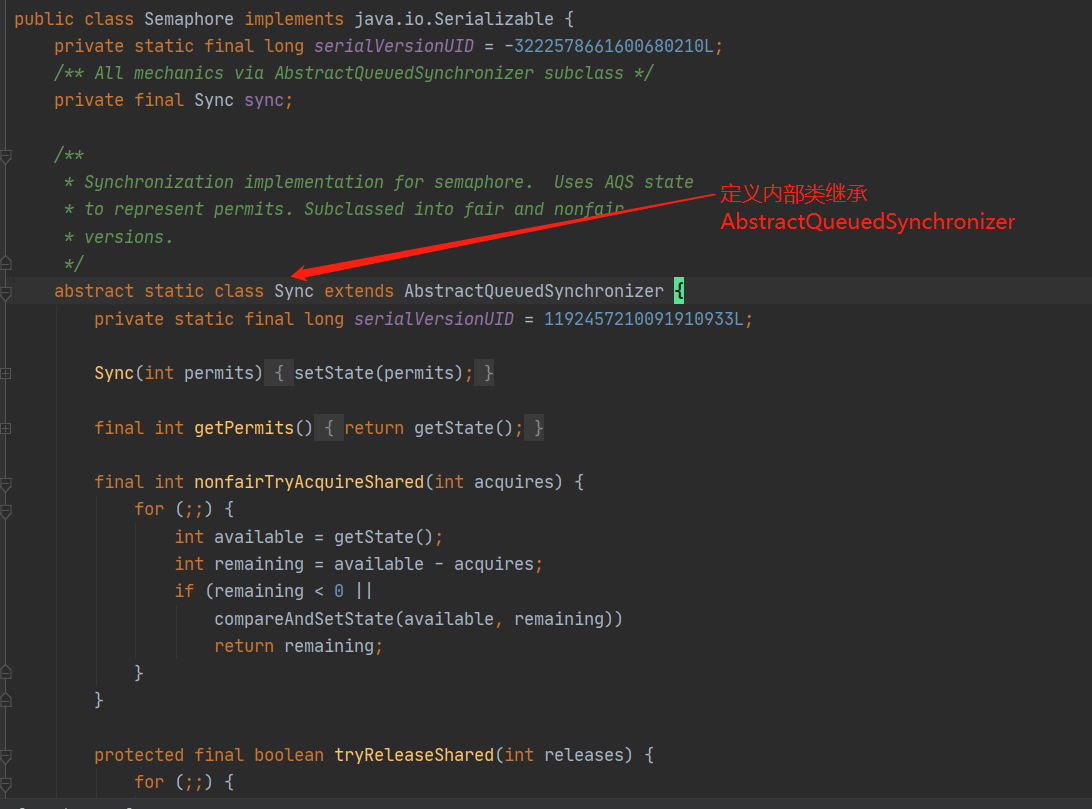 public class Semaphore implements java.io.Serializable {
private static final long serialVersionUID = -3222578661600680210L;
/** All mechanics via AbstractQueuedSynchronizer subclass */
private final Sync sync;
/**
* Synchronization implementation for semaphore.  Uses AQS state
* to represent permits. Subclassed into fair and nonfair
* versions.
*/
定义内部类继承
AbstractQueuedSynchronizer
abstract static class Sync extends AbstractQueuedSynchronizer {
private static final long serialVersionUID = 1192457210091910933L;
Sync(int permits) { setState(permits); }
final int getPermits() { return getState(); }
final int nonfairTryAcquireShared(int acquires) {
for (;;) {
int available = getState();
int remaining = available - acquires;
if (remaining < 0 ||
compareAndSetState(available, remaining))
return remaining;
}
}
protected final boolean tryReleaseShared(int releases) {
for (;;) {